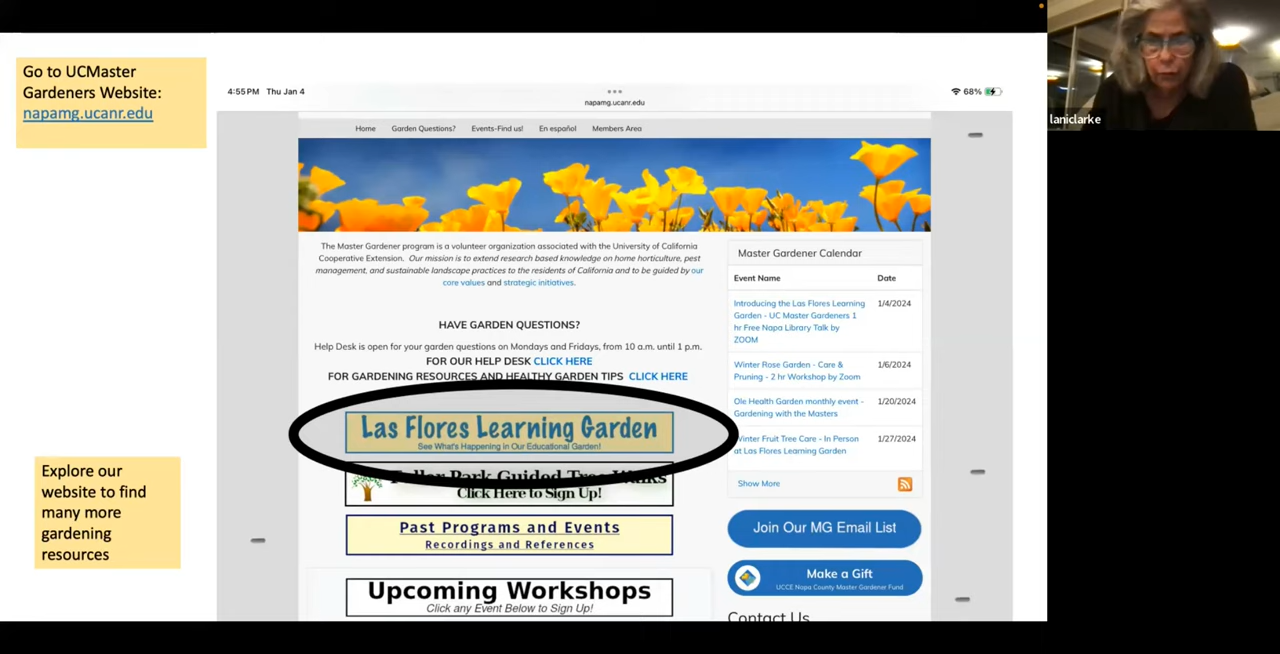 Go to UCMaster
Gardeners Website:
napamg.ucanr.edu
Explore our
website to find
many more
gardening
resources
4:55 PM Thu Jan 4
napamg.ucanr.edu
68%
Home Garden Questions? Events-Find us! En español Members Area
The Master Gardener program is a volunteer organization associated with the University of California
Cooperative Extension. Our mission is to extend research based knowledge on home horticulture, pest
management, and sustainable landscape practices to the residents of California and to be guided by our
core values and strategic initiatives.
HAVE GARDEN QUESTIONS?
Help Desk is open for your garden questions on Mondays and Fridays, from 10 a.m. until 1 p.m.
FOR OUR HELP DESK CLICK HERE
FOR GARDENING RESOURCES AND HEALTHY GARDEN TIPS CLICK HERE
Las Flores Learning Garden
See What's Happening in Our Educational Garden!
Fuller Park Guided Tree Walks
Click Here to Sign Up!
Past Programs and Events
Recordings and References
Upcoming Workshops
Click any Event Below to Sign Up!
Master Gardener Calendar
Event Name Date
Introducing the Las Flores Learning 1/4/2024
Garden - UC Master Gardeners 1
hr Free Napa Library Talk by
ZOOM
Winter Rose Garden - Care & 1/6/2024
Pruning - 2 hr Workshop by Zoom
Ole Health Garden monthly event - 1/20/2024
Gardening with the Masters
Winter Fruit Tree Care - In Person 1/27/2024
at Las Flores Learning Garden
Show More
Join Our MG Email List
Make a Gift
UCCE Napa County Master Gardener Fund
Contact Us
laniclarke